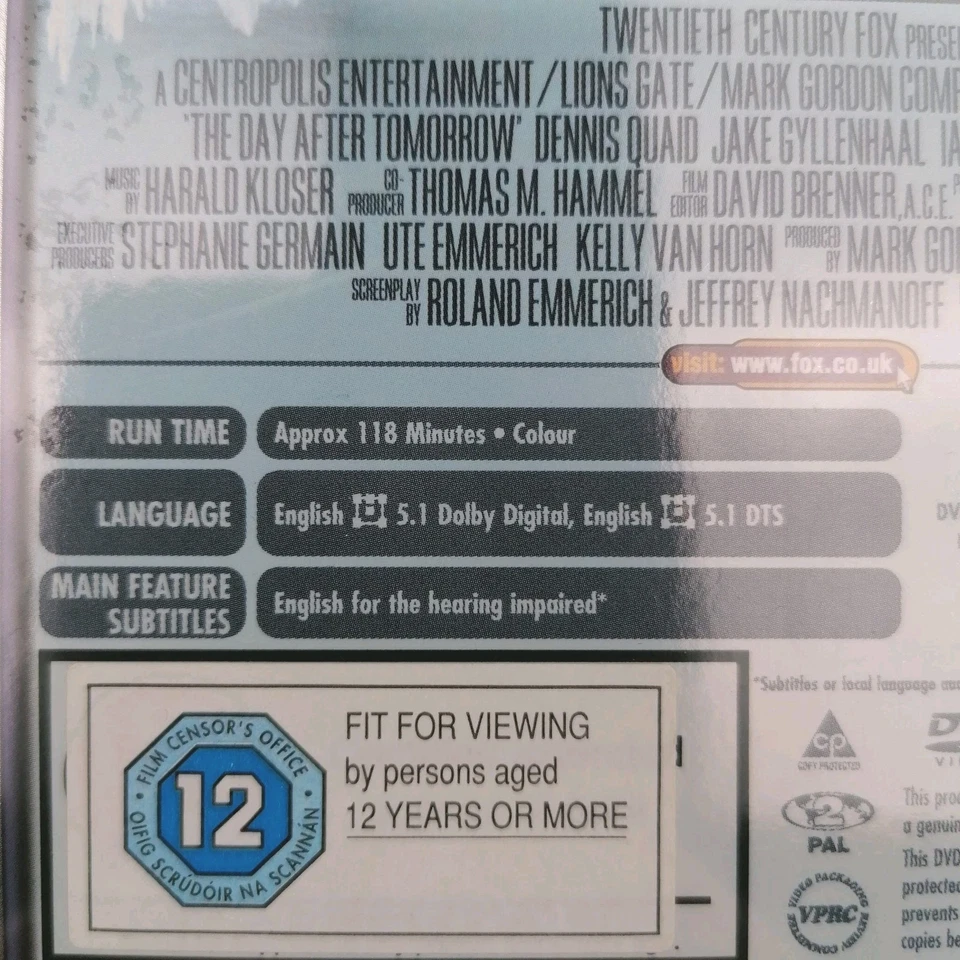 TWENTIETH CENTURY FOX
A CENTROPOLIS ENTERTAINMENT / LIONS GATE / MARK GORDON
"THE DAY AFTER TOMORROW" DENNIS QUAID JAKE GYLLENHAAL
MUSIC BY HARALD KLOSER CO-PRODUCER THOMAS M. HAMMEL FILM EDITOR DAVID BRENNER, A.C.E.
EXECUTIVE PRODUCERS STEPHANIE GERMAIN UTE EMMERICH KELLY VAN HORN PRODUCED BY MARK
SCREENPLAY BY ROLAND EMMERICH & JEFFREY NACHMANOFF
visit: www.fox.co.uk
RUN TIME Approx 118 Minutes • Colour
LANGUAGE English 5.1 Dolby Digital, English 5.1 DTS
MAIN FEATURE SUBTITLES English for the hearing impaired*
*Subtitles or local language
FILM CENSOR'S OFFICE
12
OIFIG SCRÚDÓIR NA SCANNÁN
FIT FOR VIEWING
by persons aged
12 YEARS OR MORE
CP
COPY PROTECTED
2
PAL
VIDEO PACKAGING REVIEW COMMITTEE
VPRC
This
a
This DVD
protected
prevents
copies